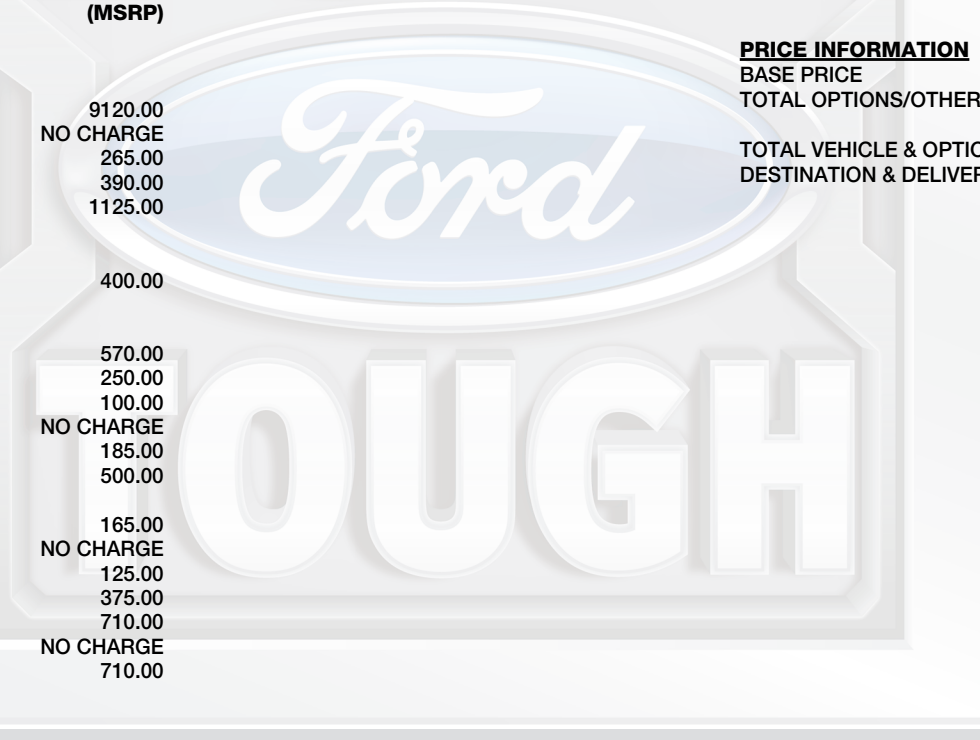 (MSRP)
9120.00
NO CHARGE
265.00
390.00
1125.00
400.00
570.00
250.00
100.00
NO CHARGE
185.00
500.00
165.00
NO CHARGE
125.00
375.00
710.00
NO CHARGE
710.00
PRICE INFORMATION
BASE PRICE
TOTAL OPTIONS/OTHER
TOTAL VEHICLE & OPTIO
DESTINATION & DELIVER
Ford
TOUGH